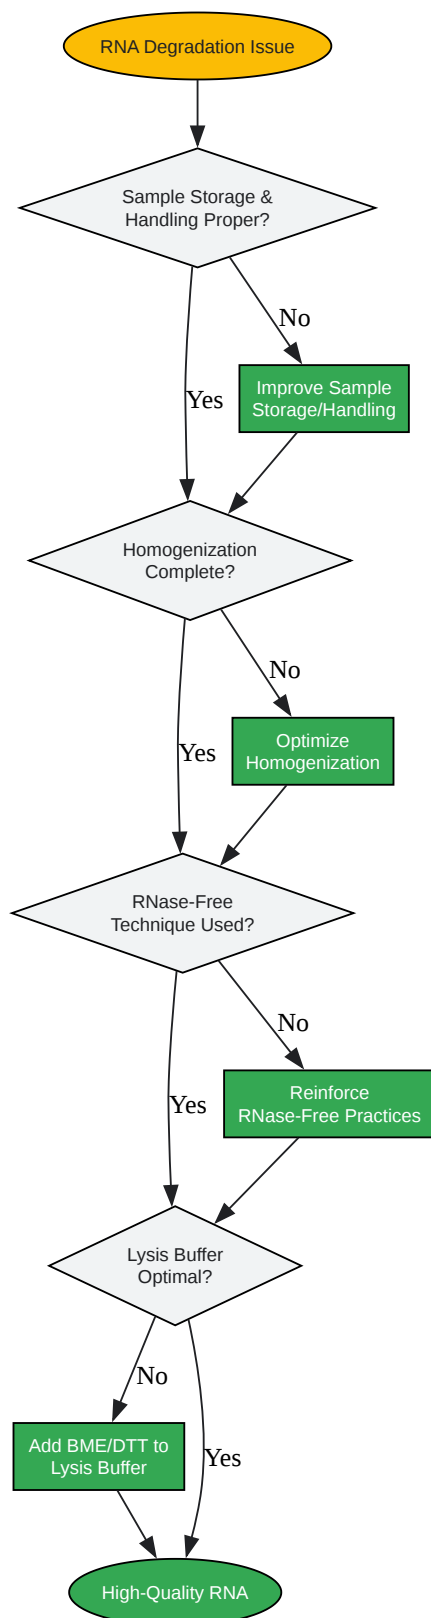 RNA Degradation Issue
Sample Storage &
Handling Proper?
No
Improve Sample
Storage/Handling
Yes
Homogenization
Complete?
No
Optimize
Homogenization
Yes
RNase-Free
Technique Used?
No
Reinforce
RNase-Free Practices
Yes
Lysis Buffer
Optimal?
No
Add BME/DTT to
Lysis Buffer
Yes
High-Quality RNA